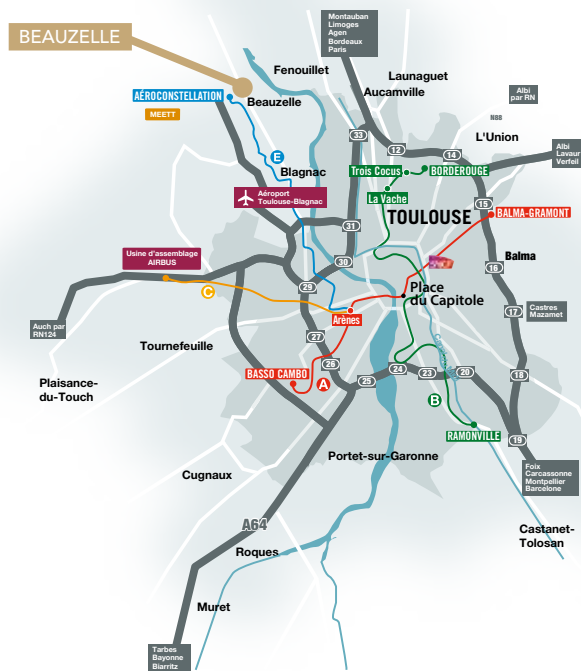 Montauban
Limoges
Agen
Bordeaux
Paris
BEAUZELLE
Fenouillet
Launaguet
Aucamville
AÉROCONSTELLATION
Beauzelle
MEETT
Albi
par RN
N88
L'Union
33
12
14
Albi
Lavaur
Verfeil
E
Blagnac
Trois Cocus
BORDEROUGE
La Vache
Aéroport
Toulouse-Blagnac
TOULOUSE
15
BALMA-GRAMONT
31
Usine d'assemblage
AIRBUS
30
Balma
16
C
29
Place
du Capitole
Castres
Mazamet
17
Auch par
RN124
Arènes
Tournefeuille
27
26
BASSO CAMBO
A
Plaisance-
du-Touch
25
24
23
20
18
B
RAMONVILLE
19
Portet-sur-Garonne
Foix
Carcassonne
Montpellier
Barcelone
Cugnaux
A64
Castanet-
Tolosan
Roques
Muret
Tarbes
Bayonne
Biarritz